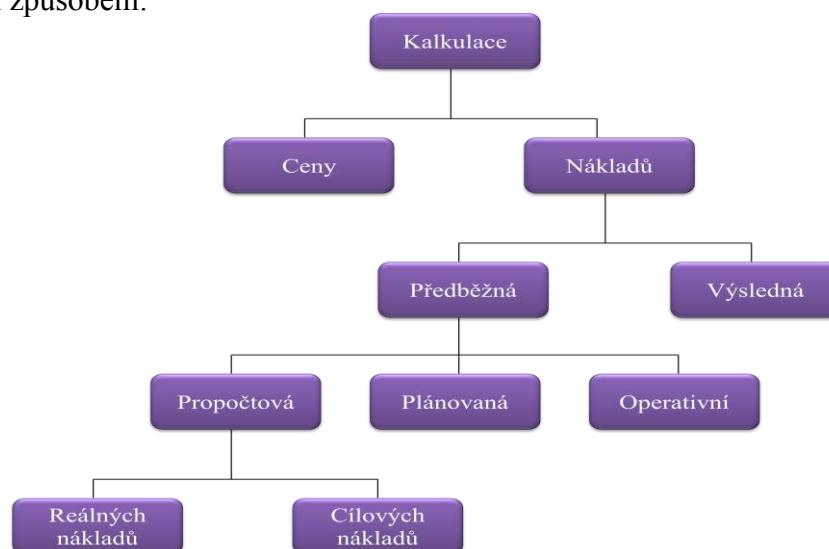 způsobem:
Kalkulace
Ceny
Nákladů
Předběžná
Výsledná
Propočtová
Plánovaná
Operativní
Reálných
nákladů
Cílových
nákladů